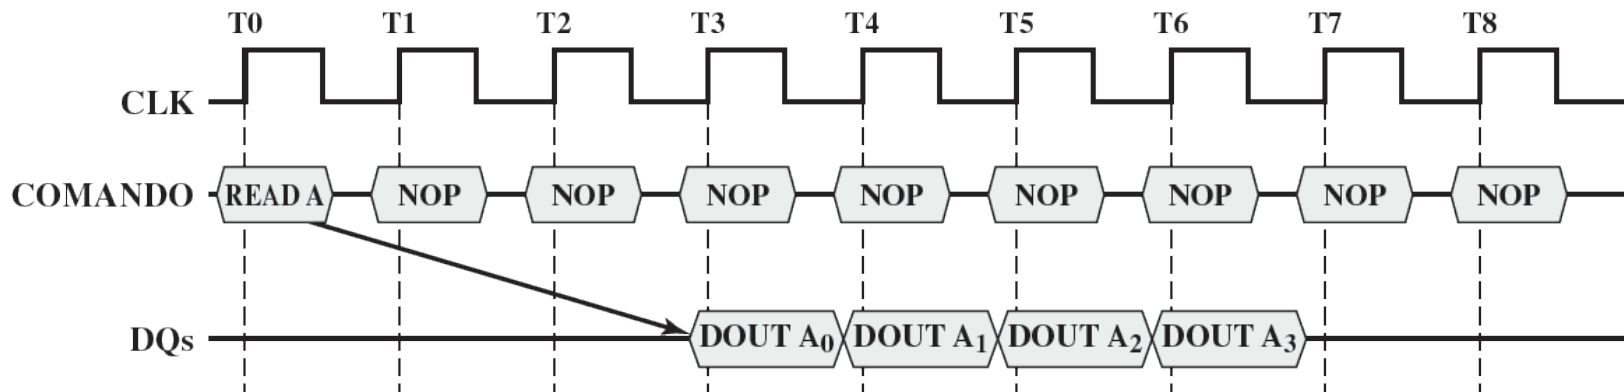 T0 T1 T2 T3 T4 T5 T6 T7 T8
CLK
COMANDO READ A NOP NOP NOP NOP NOP NOP NOP NOP
DQs DOUT A0 DOUT A1 DOUT A2 DOUT A3